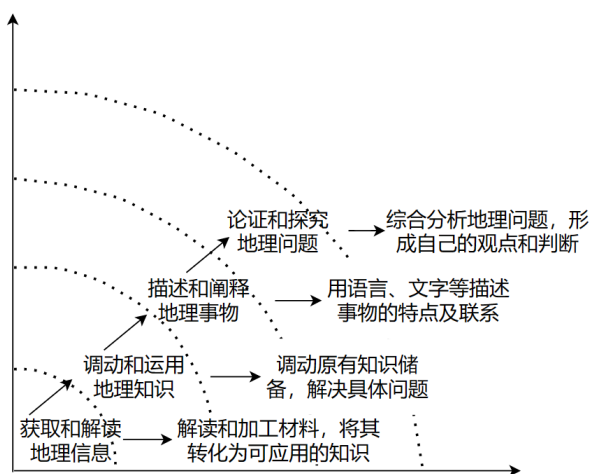 论证和探究
地理问题
综合分析地理问题，形
成自己的观点和判断
描述和阐释
地理事物
用语言、文字等描述
事物的特点及联系
调动和运用
地理知识
调动原有知识储
备，解决具体问题
获取和解读
地理信息
解读和加工材料，将其
转化为可应用的知识